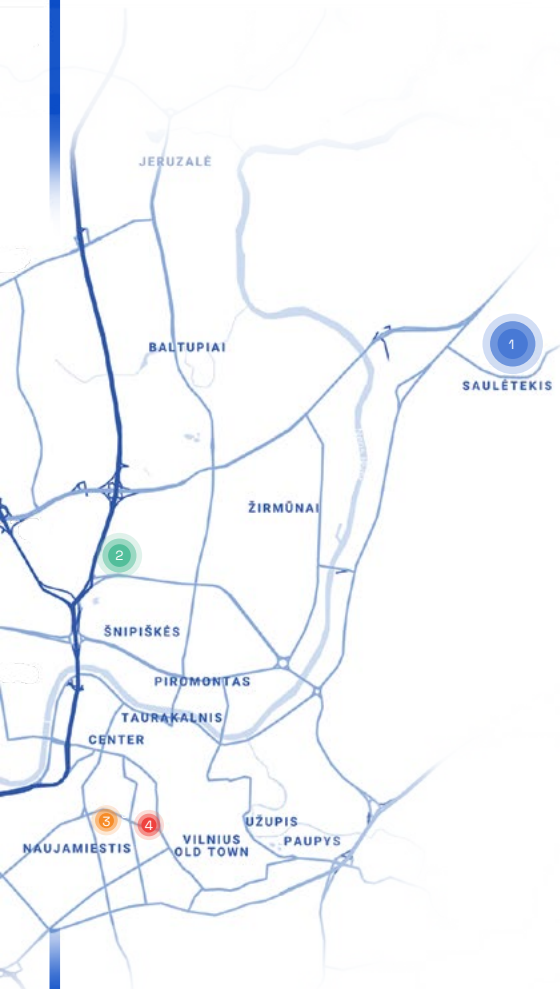 JERUZALĖ
BALTUPIAI
1
SAULĖTEKIS
ŽIRMŪNAI
2
ŠNIPIŠKĖS
PIROMONTAS
TAURAKALNIS
CENTER
3
4
UŽUPIS
NAUJAMIESTIS
VILNIUS
OLD TOWN
PAUPYS